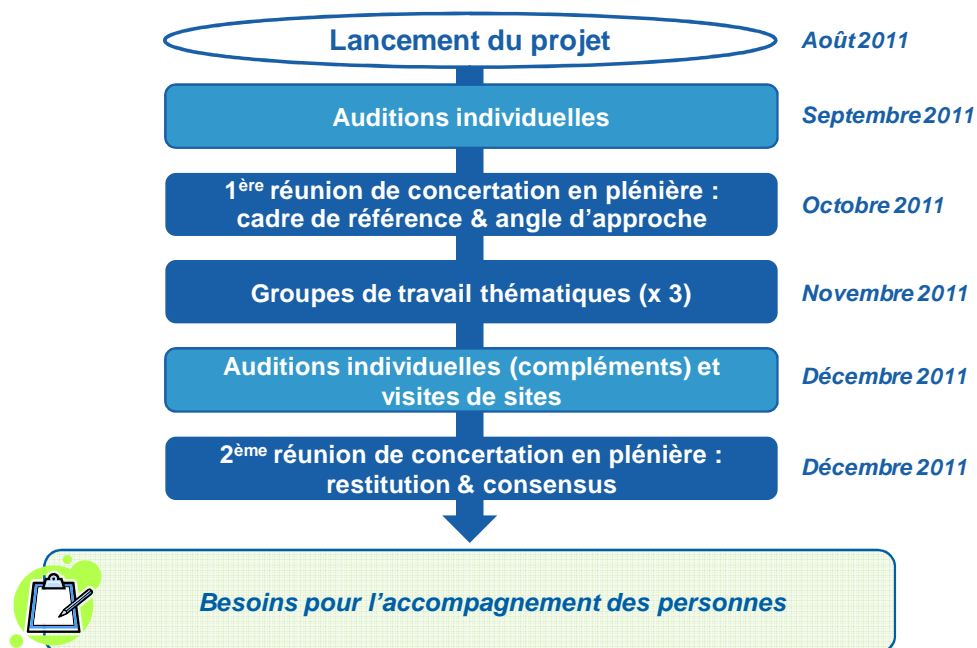 Lancement du projet
Août 2011
Auditions individuelles
Septembre 2011
1ère réunion de concertation en plénière :
cadre de référence & angle d’approche
Octobre 2011
Groupes de travail thématiques (x 3)
Novembre 2011
Auditions individuelles (compléments) et
visites de sites
Décembre 2011
2ème réunion de concertation en plénière :
restitution & consensus
Décembre 2011
Besoins pour l’accompagnement des personnes